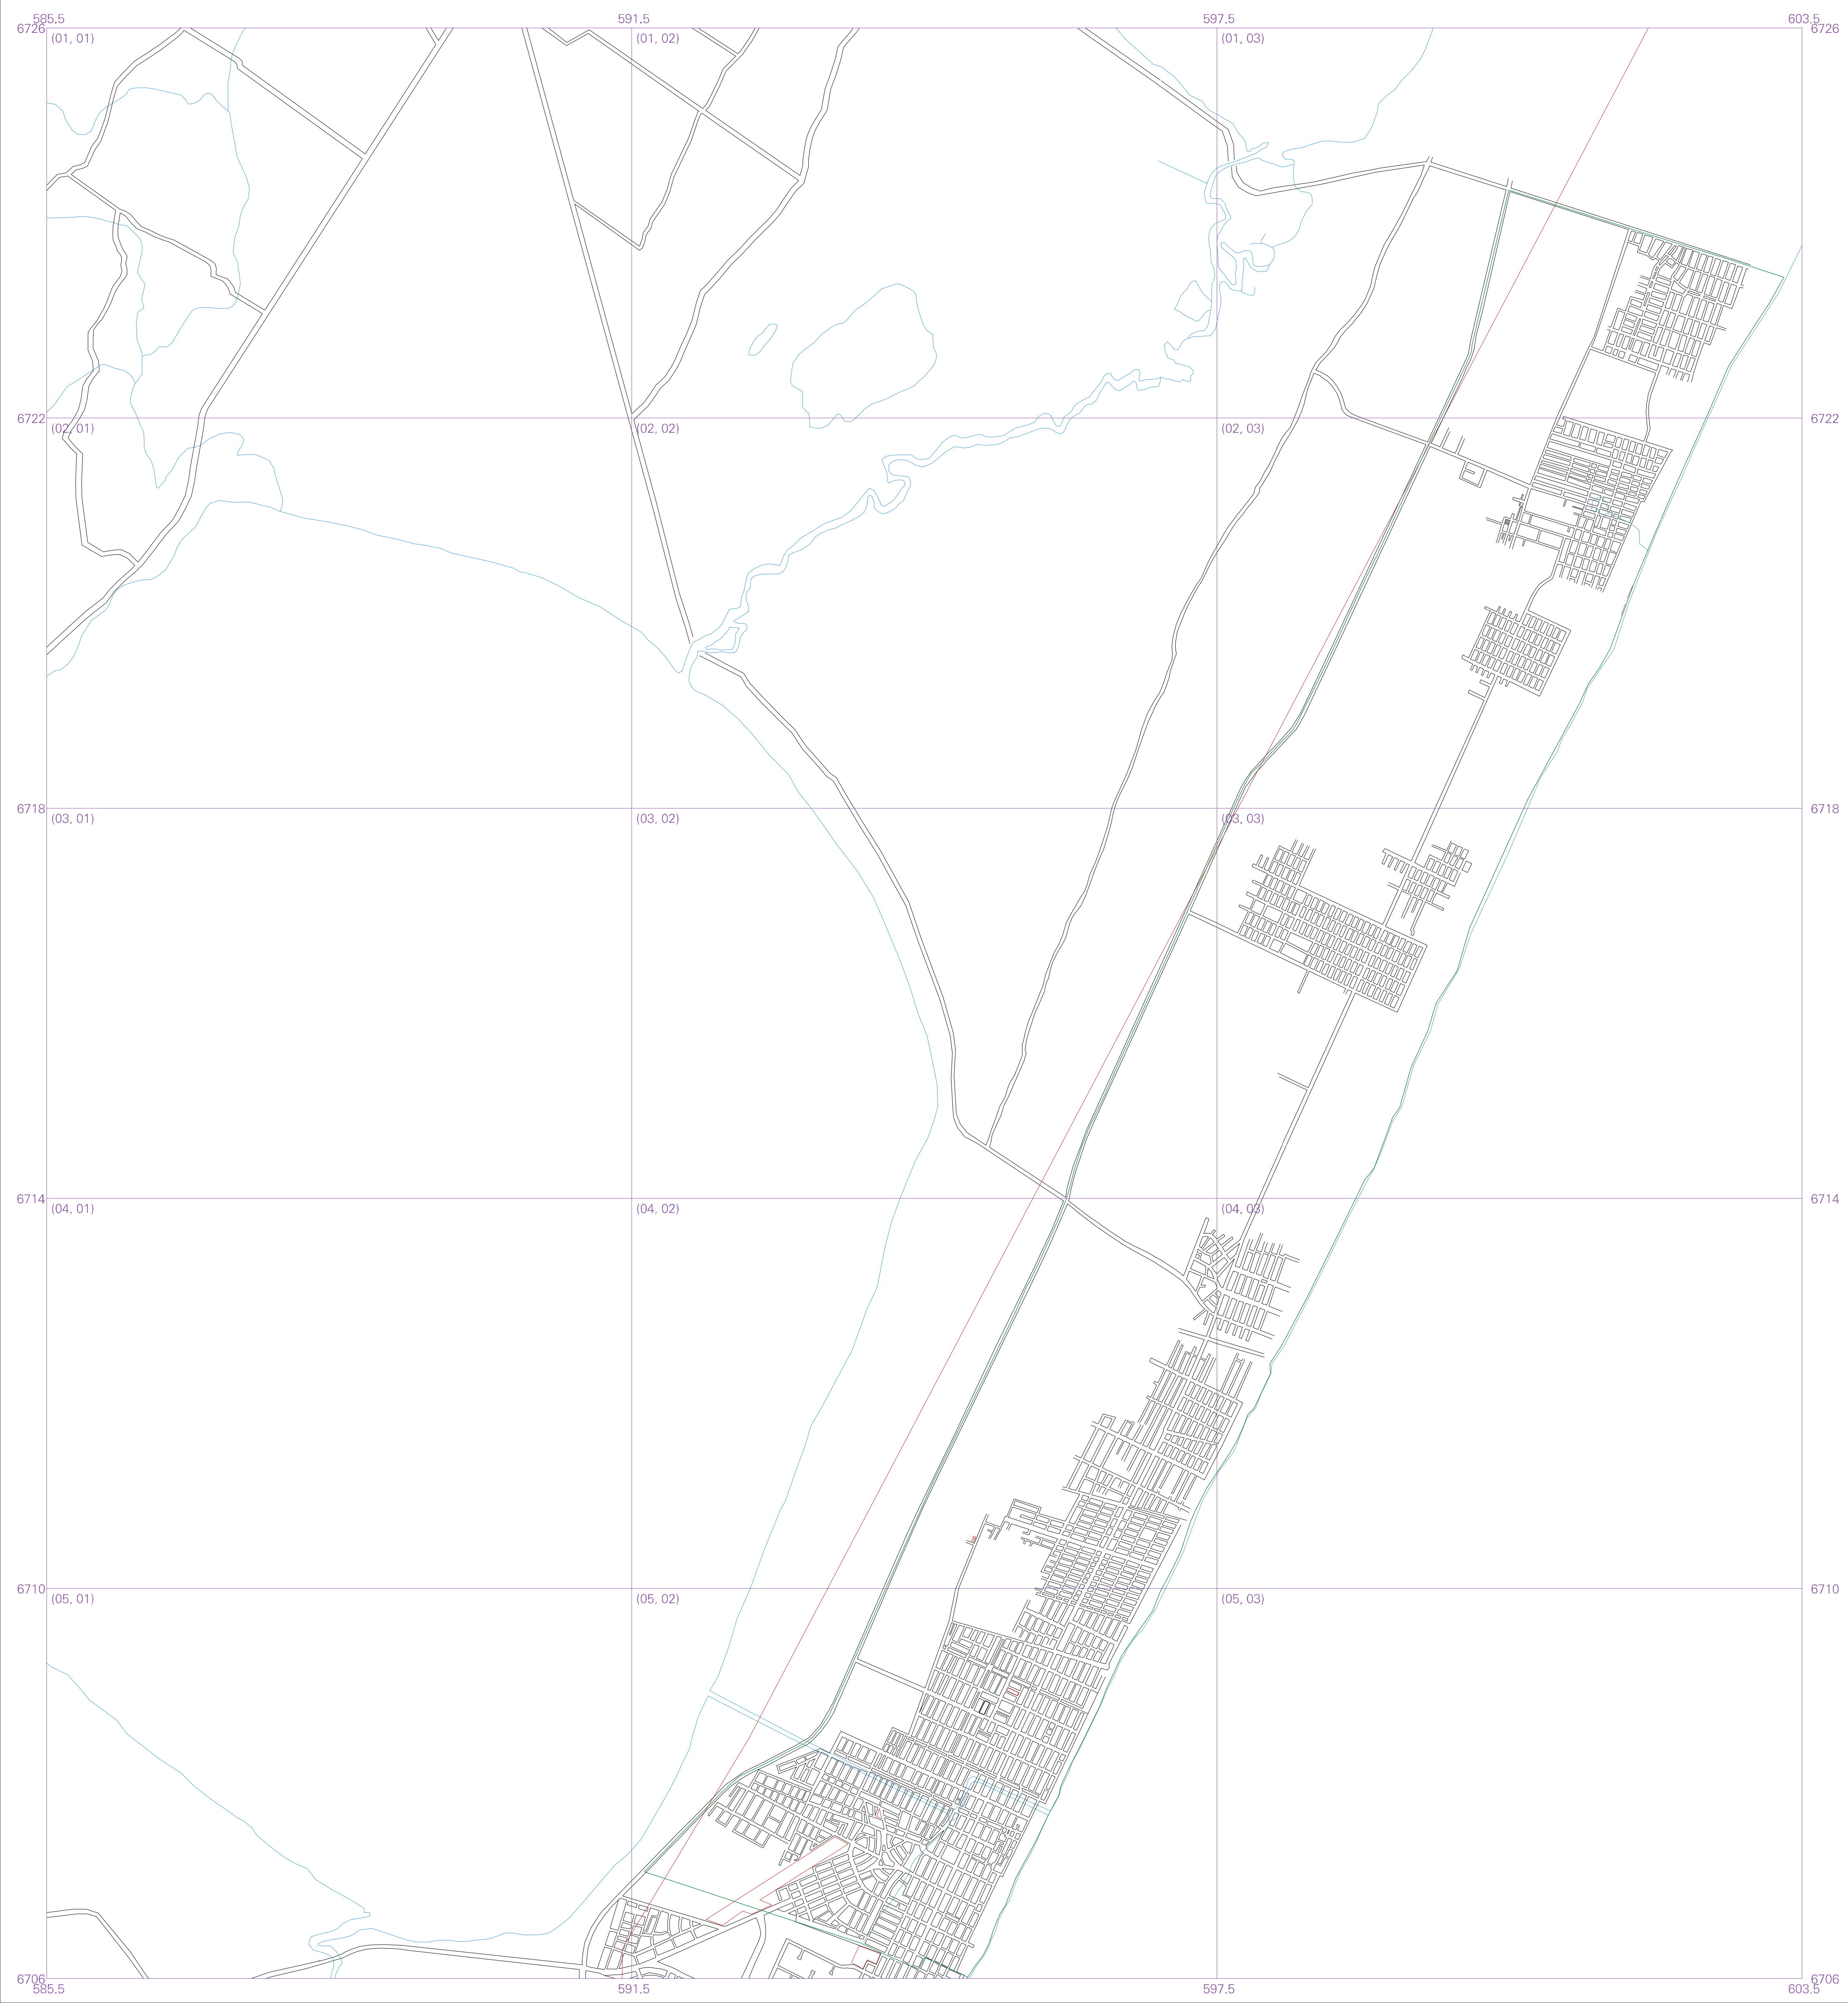 585.5 591.5 597.5 603.5
6726 6726
(01, 01) (01, 02) (01, 03)
6722 6722
(02, 01) (02, 02) (02, 03)
6718 6718
(03, 01) (03, 02) (03, 03)
6714 6714
(04, 01) (04, 02) (04, 03)
6710 6710
(05, 01) (05, 02) (05, 03)
6706 6706
585.5 591.5 597.5 603.5